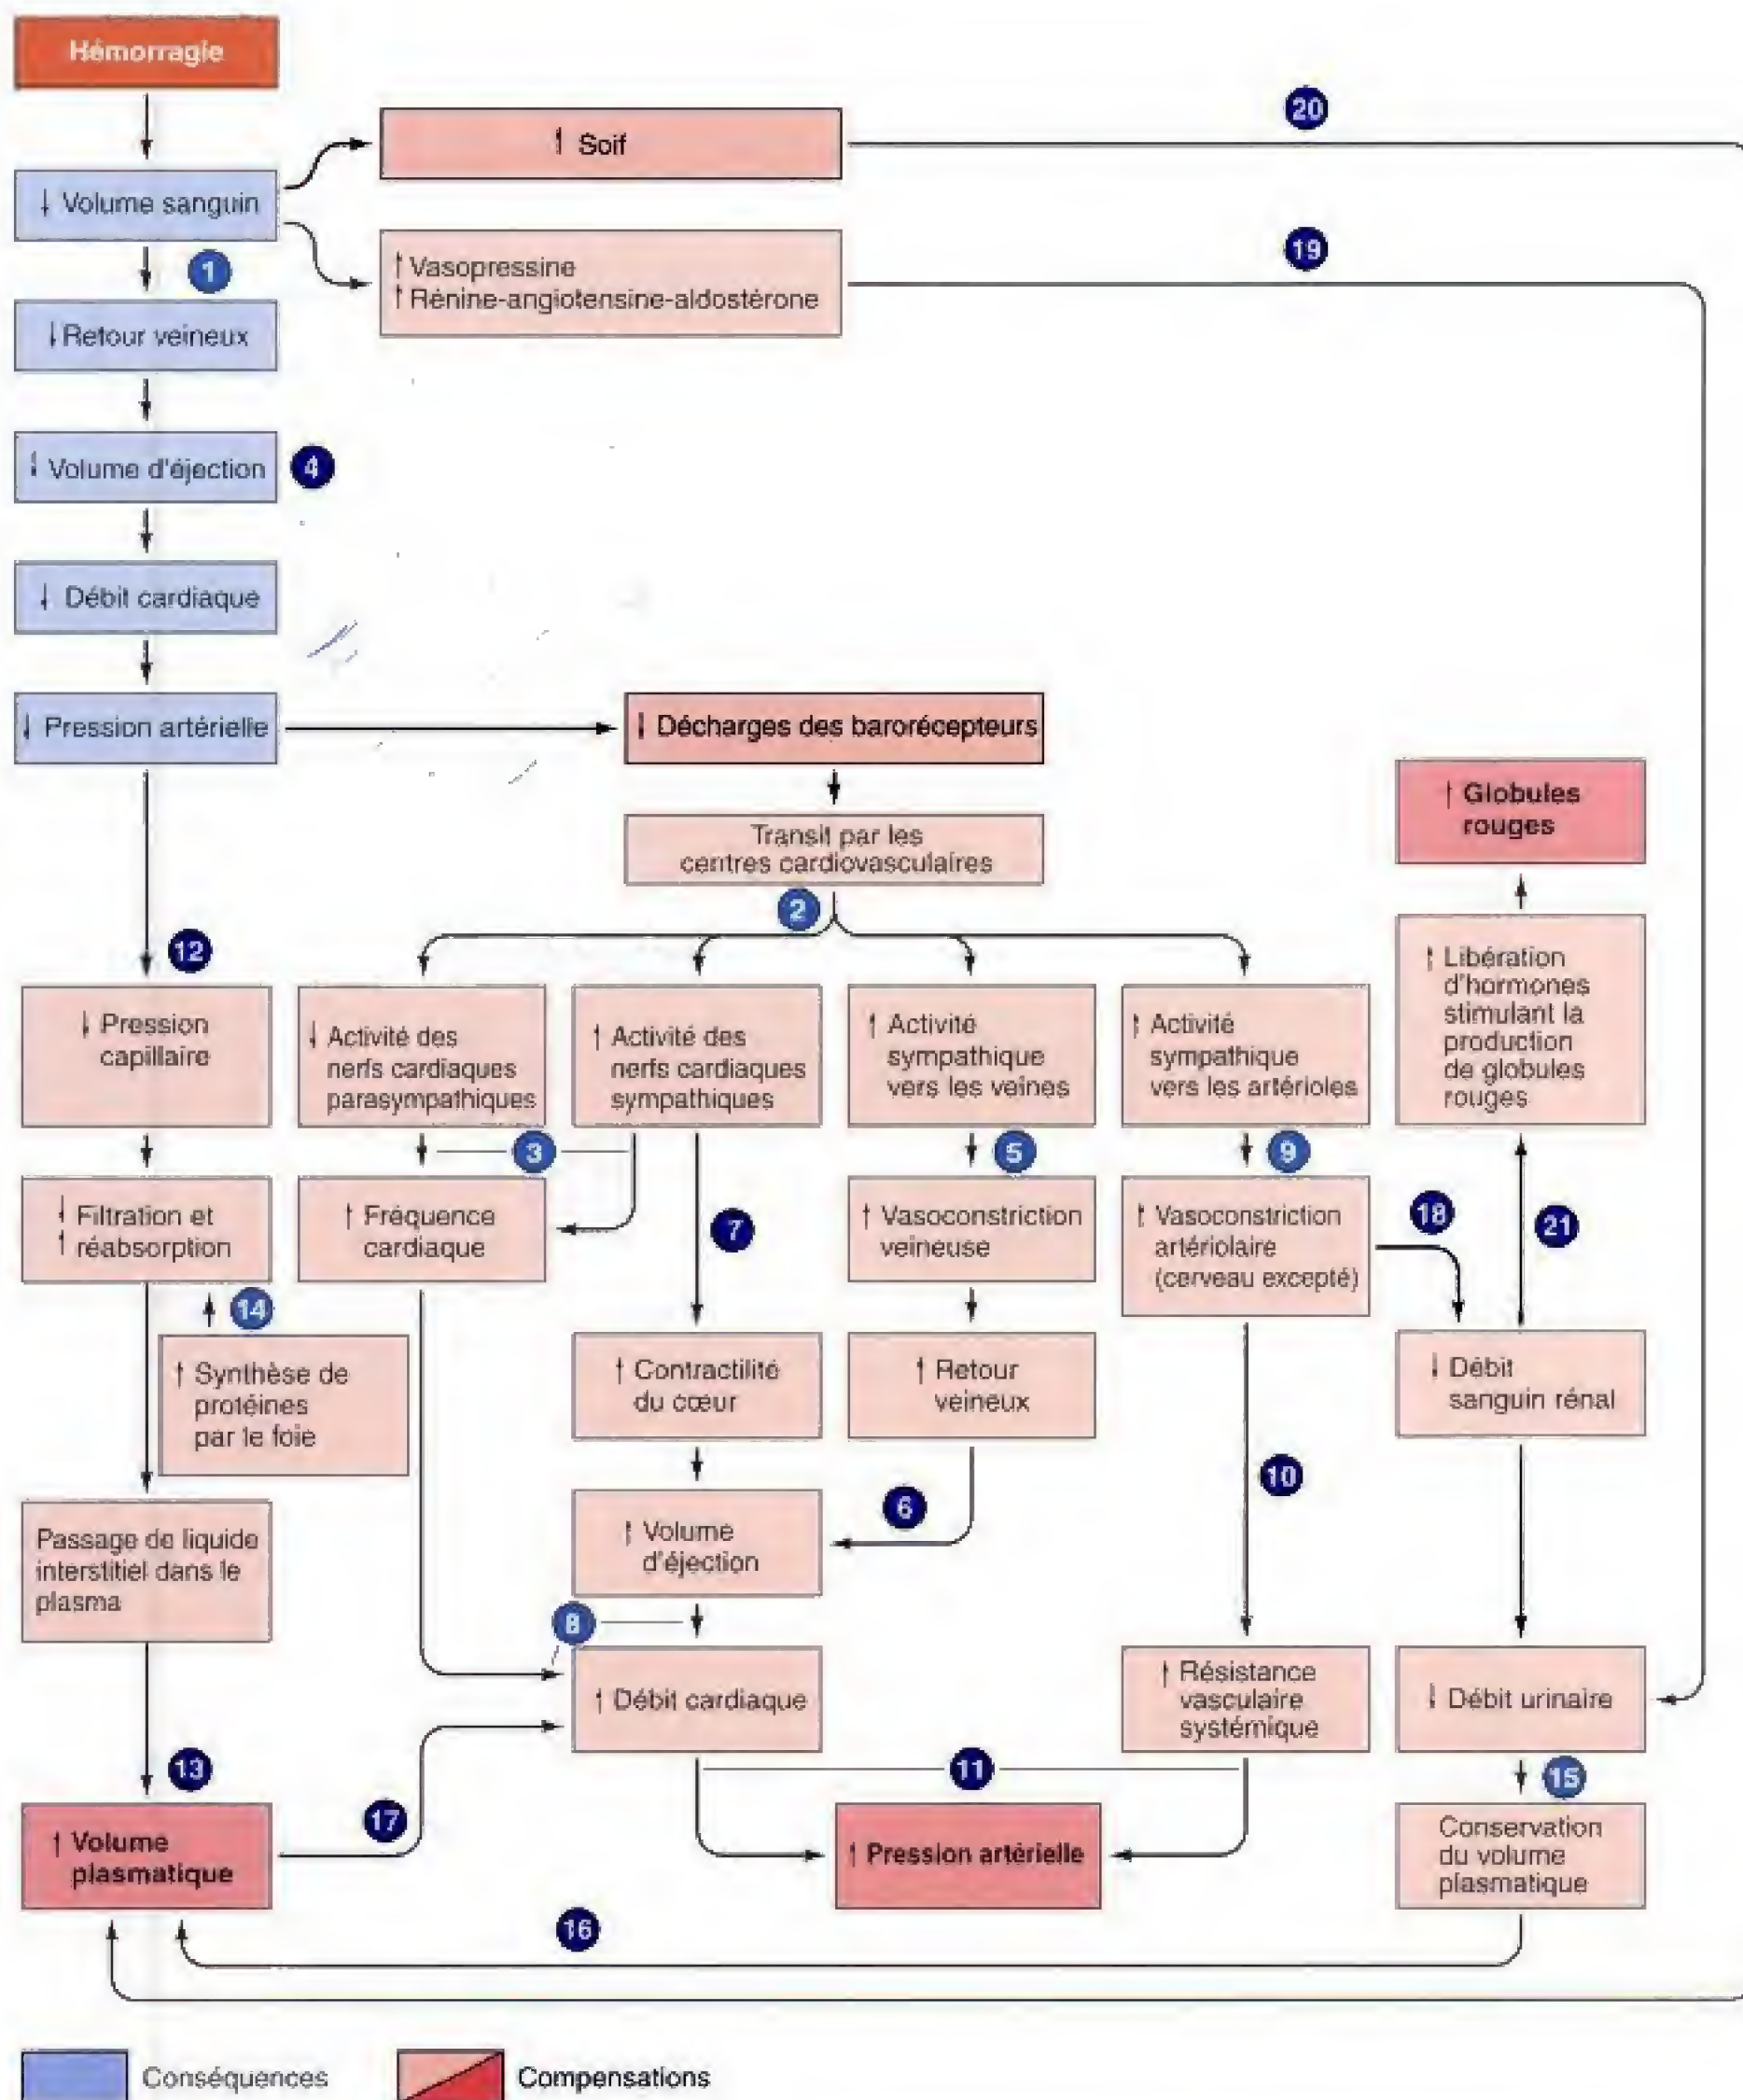 Hémorragie
20
↑ Soif
↓ Volume sanguin
19
1
↑ Vasopressine
↑ Rénine-angiotensine-aldostérone
↓ Retour veineux
↓ Volume d'éjection
4
↓ Débit cardiaque
↓ Pression artérielle
↓ Décharges des barorécepteurs
↑ Globules
rouges
Transit par les
centres cardiovasculaires
2
12
↓ Pression
capillaire
↓ Activité des
nerfs cardiaques
parasympathiques
↑ Activité des
nerfs cardiaques
sympathiques
↑ Activité
sympathique
vers les veines
↑ Activité
sympathique
vers les artérioles
↑ Libération
d'hormones
stimulant la
production
de globules
rouges
3
5
9
↓ Filtration et
↑ réabsorption
↑ Fréquence
cardiaque
7
↑ Vasoconstriction
veineuse
↑ Vasoconstriction
artériolaire
(cerveau excepté)
18
21
14
↑ Synthèse de
protéines
par le foie
↑ Contractilité
du cœur
↑ Retour
veineux
↓ Débit
sanguin rénal
10
6
Passage de liquide
interstitiel dans le
plasma
↑ Volume
d'éjection
8
↑ Débit cardiaque
↑ Résistance
vasculaire
systémique
↓ Débit urinaire
13
11
15
17
↑ Volume
plasmatique
↑ Pression artérielle
Conservation
du volume
plasmatique
16
Conséquences
Compensations